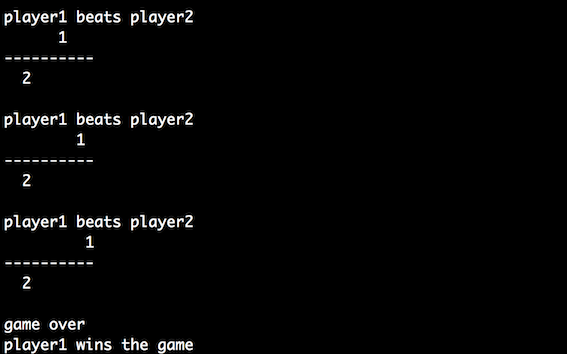 player1 beats player2
      1
----------
  2

player1 beats player2
        1
----------
  2

player1 beats player2
         1
----------
  2

game over
player1 wins the game